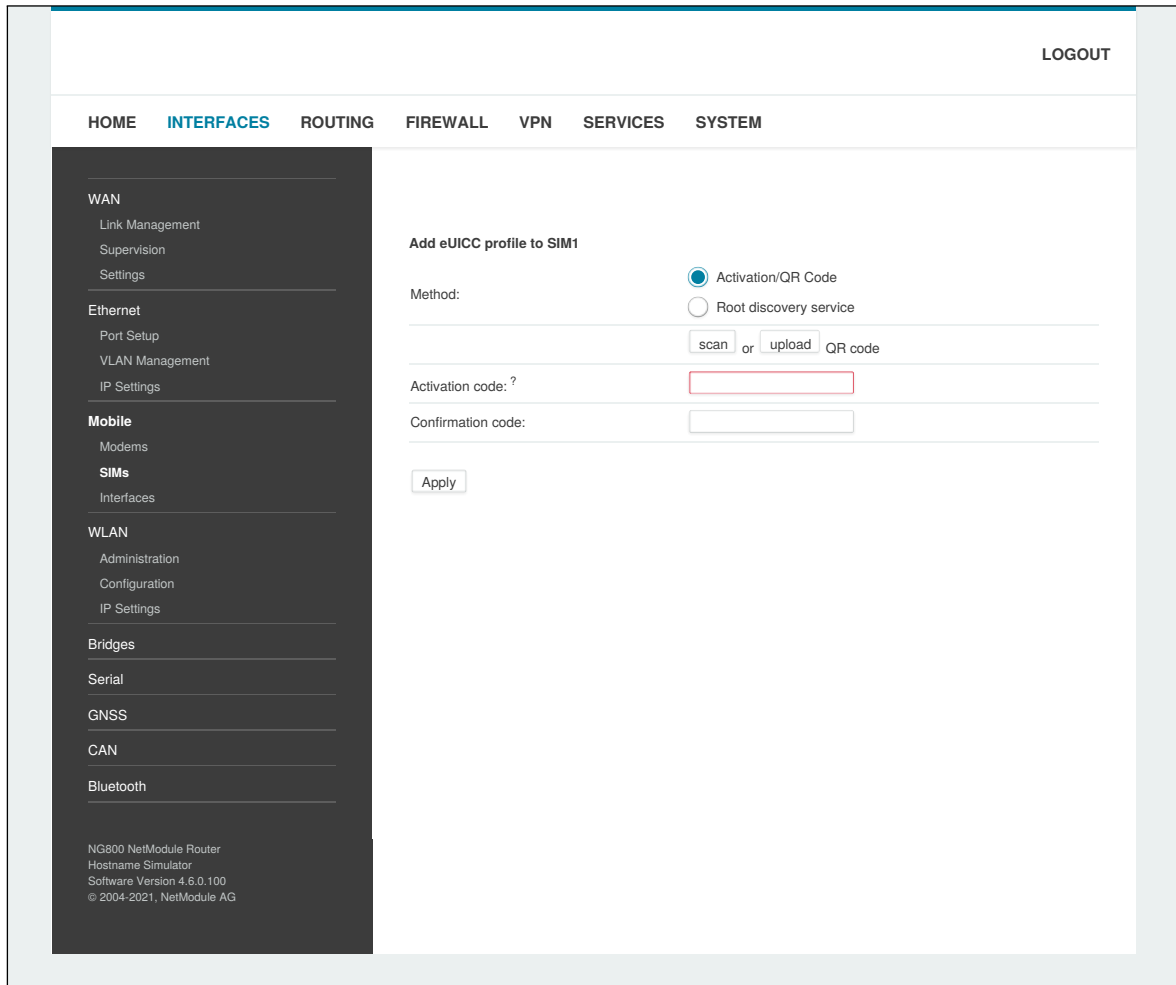 LOGOUT
HOME INTERFACES ROUTING FIREWALL VPN SERVICES SYSTEM
WAN
Link Management
Supervision
Settings
Ethernet
Port Setup
VLAN Management
IP Settings
Mobile
Modems
SIMs
Interfaces
WLAN
Administration
Configuration
IP Settings
Bridges
Serial
GNSS
CAN
Bluetooth
NG800 NetModule Router
Hostname Simulator
Software Version 4.6.0.100
© 2004-2021, NetModule AG
Add eUICC profile to SIM1
Method:
Activation/QR Code
Root discovery service
scan or upload QR code
Activation code: ?
Confirmation code:
Apply